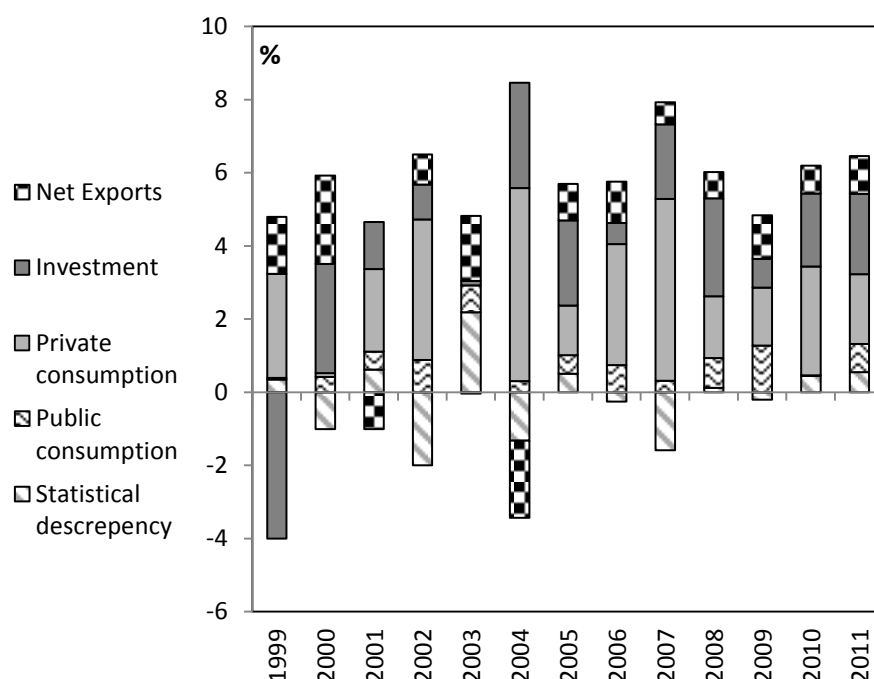 %
10
8
6
4
2
0
-2
-4
-6
Net Exports
Investment
Private
consumption
Public
consumption
Statistical
descrepency
1999
2000
2001
2002
2003
2004
2005
2006
2007
2008
2009
2010
2011